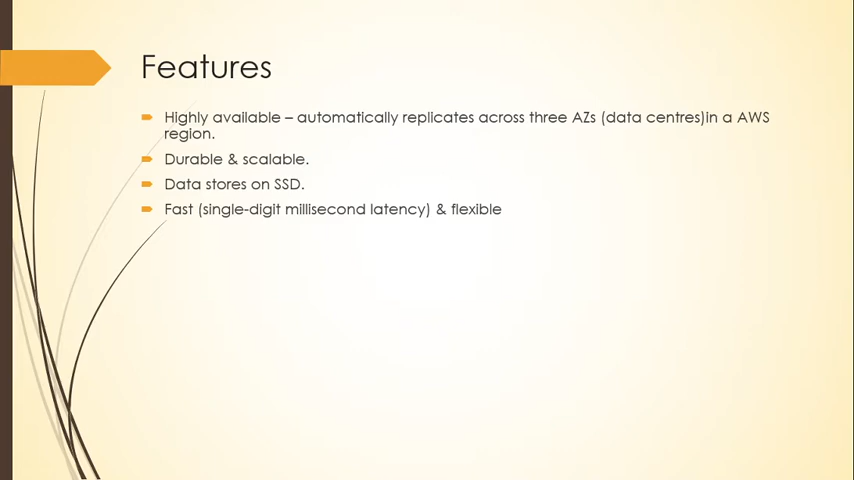 Features
Highly available – automatically replicates across three AZs (data centres)in a AWS
region.
Durable & scalable.
Data stores on SSD.
Fast (single-digit millisecond latency) & flexible